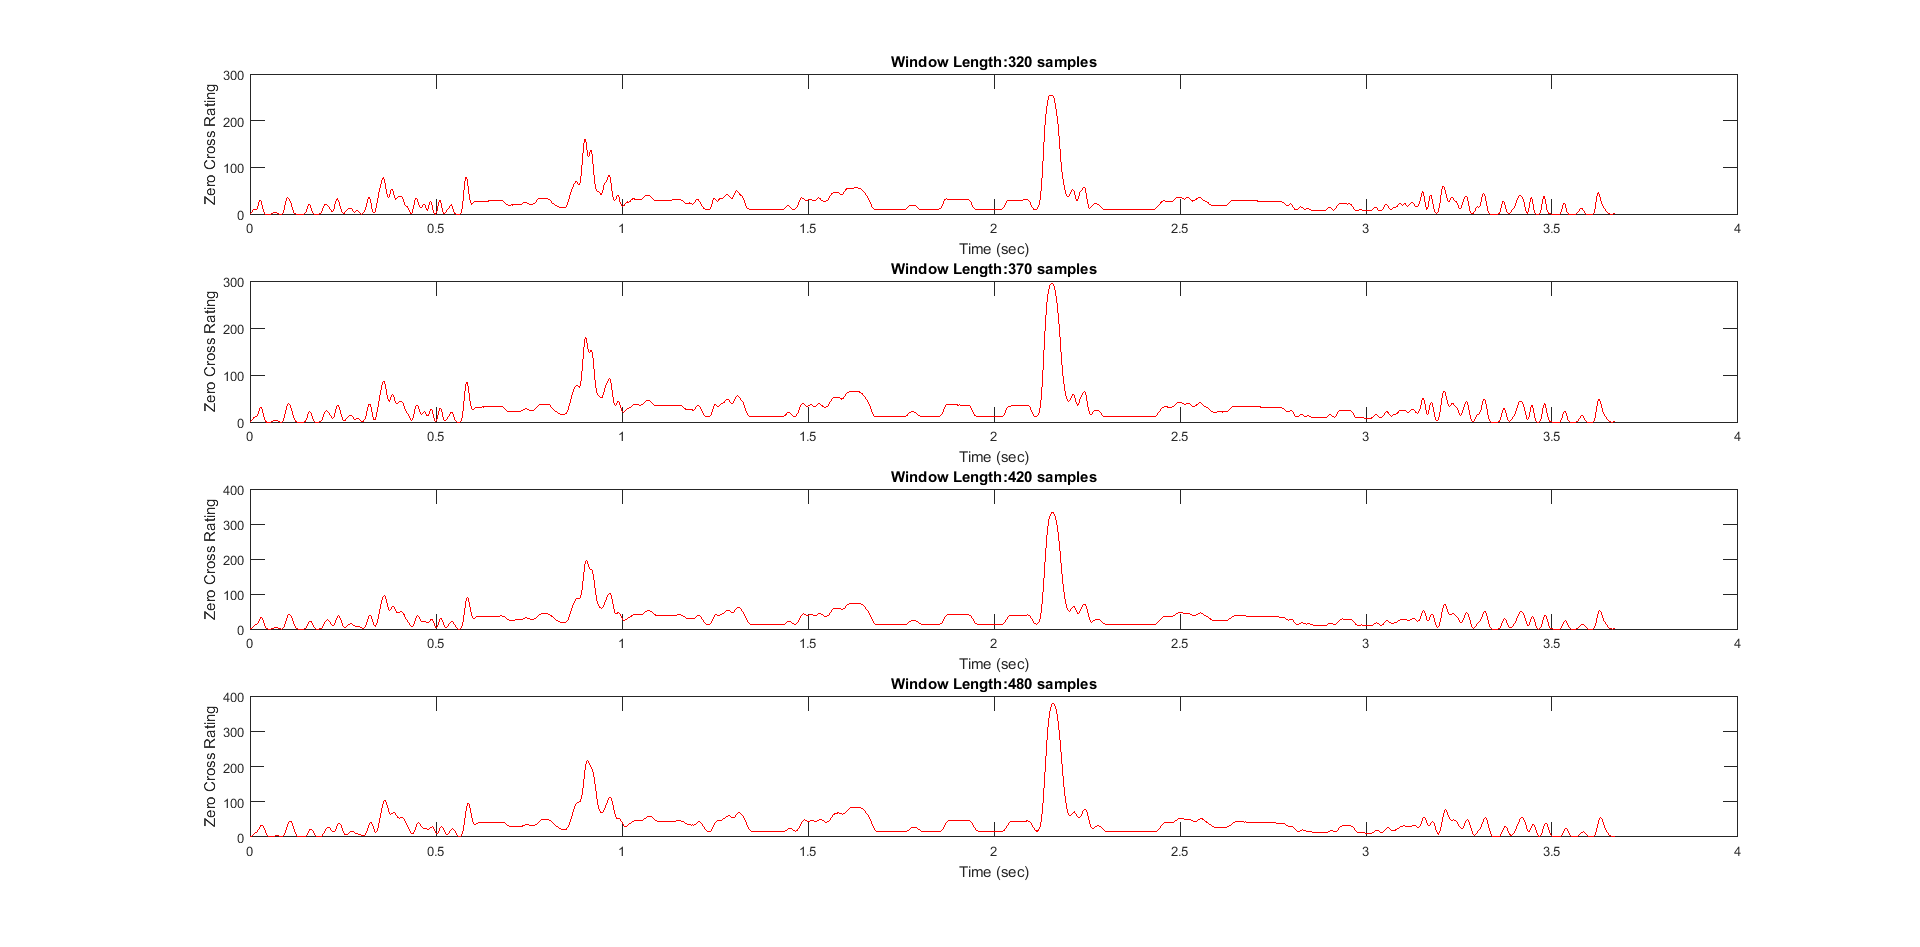 Window Length:320 samples
Zero Cross Rating
300
200
100
0
0 0.5 1 1.5 2 2.5 3 3.5 4
Time (sec)
Window Length:370 samples
Zero Cross Rating
300
200
100
0
0 0.5 1 1.5 2 2.5 3 3.5 4
Time (sec)
Window Length:420 samples
Zero Cross Rating
400
300
200
100
0
0 0.5 1 1.5 2 2.5 3 3.5 4
Time (sec)
Window Length:480 samples
Zero Cross Rating
400
300
200
100
0
0 0.5 1 1.5 2 2.5 3 3.5 4
Time (sec)